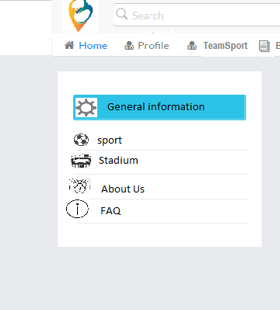 Search
Home Profile TeamSport
General information
sport
Stadium
About Us
FAQ